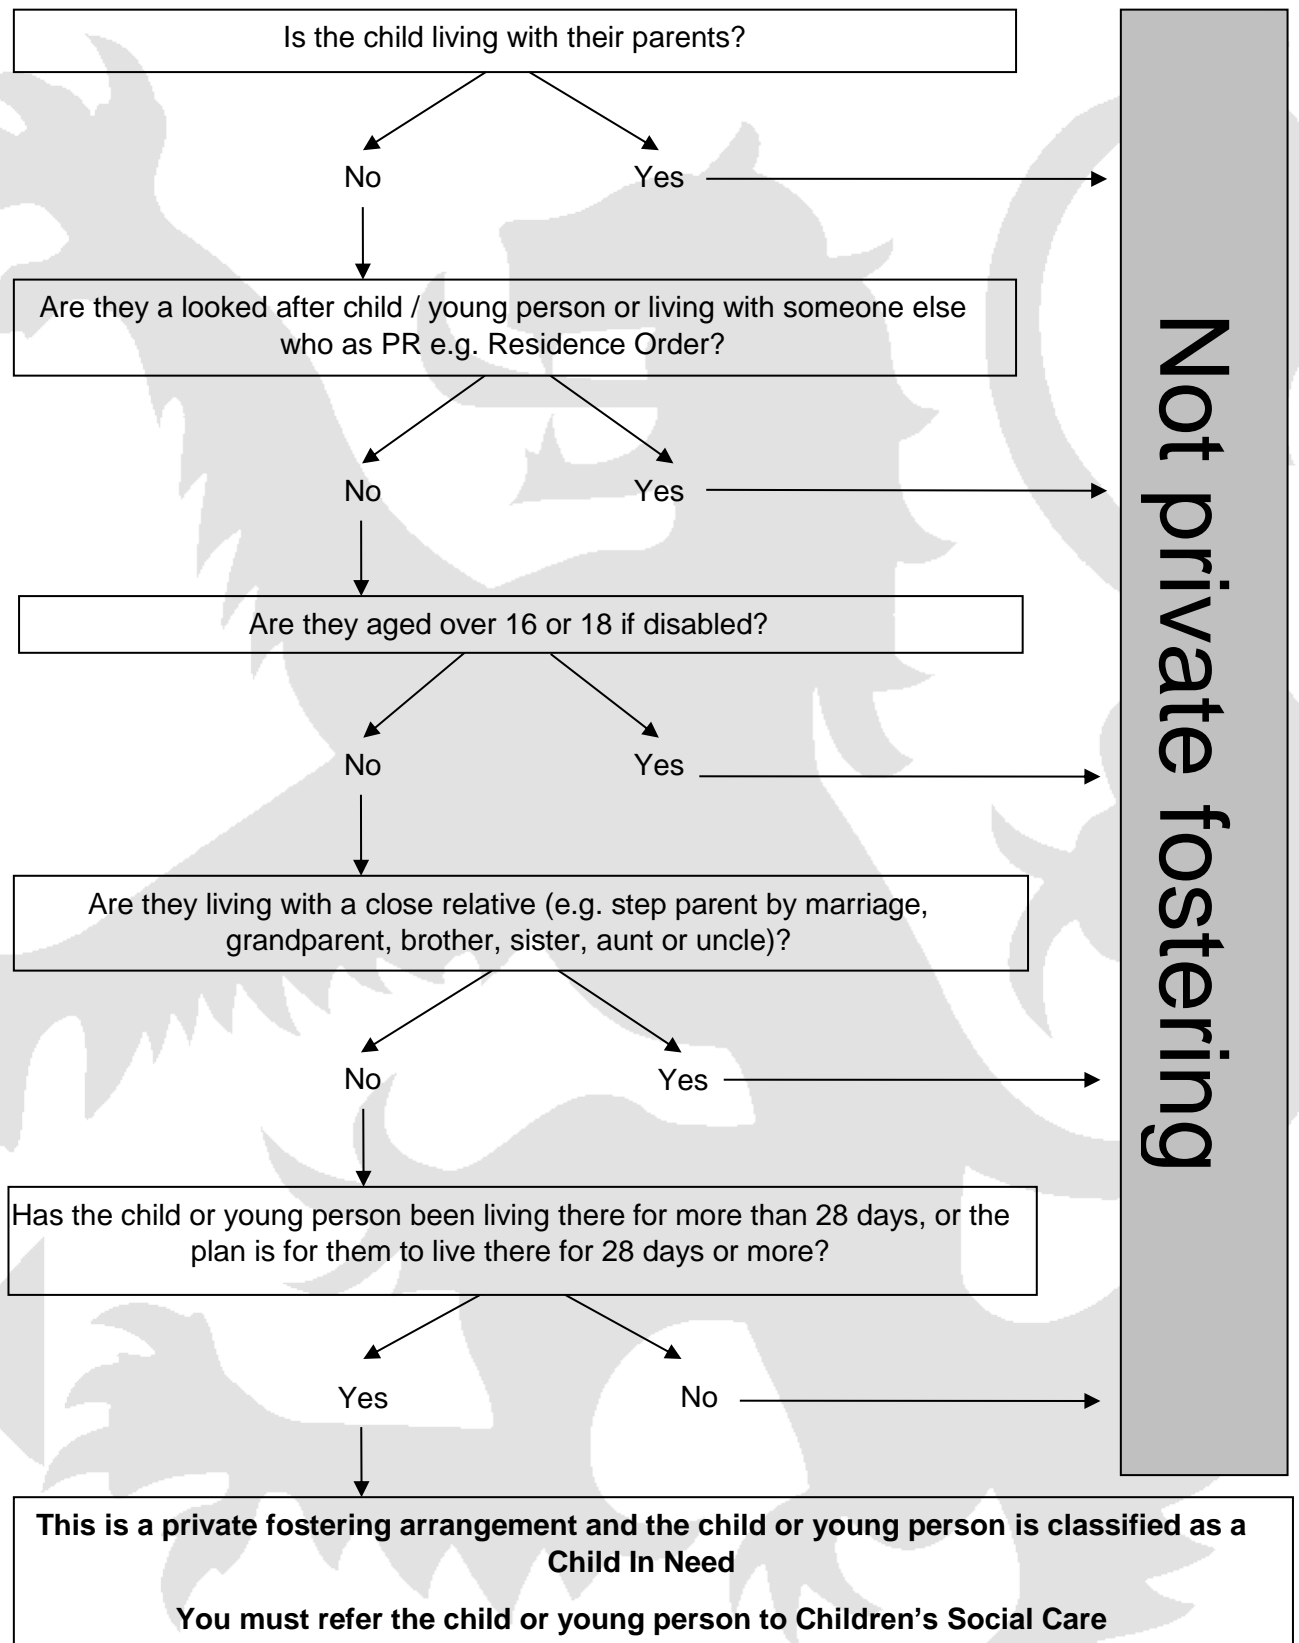 Is the child living with their parents?
No
Yes
Are they a looked after child / young person or living with someone else
who as PR e.g. Residence Order?
No
Yes
Are they aged over 16 or 18 if disabled?
No
Yes
Are they living with a close relative (e.g. step parent by marriage,
grandparent, brother, sister, aunt or uncle)?
No
Yes
Has the child or young person been living there for more than 28 days, or the
plan is for them to live there for 28 days or more?
Yes
No
Not private fostering
This is a private fostering arrangement and the child or young person is classified as a
Child In Need
You must refer the child or young person to Children’s Social Care